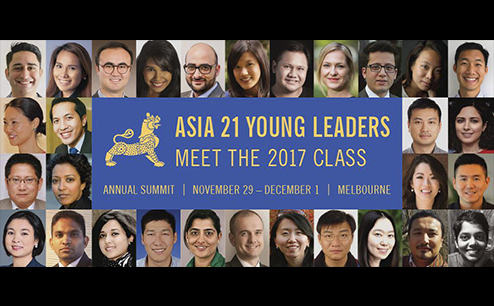 ASIA 21 YOUNG LEADERS
MEET THE 2017 CLASS
ANNUAL SUMMIT | NOVEMBER 29 – DECEMBER 1 | MELBOURNE